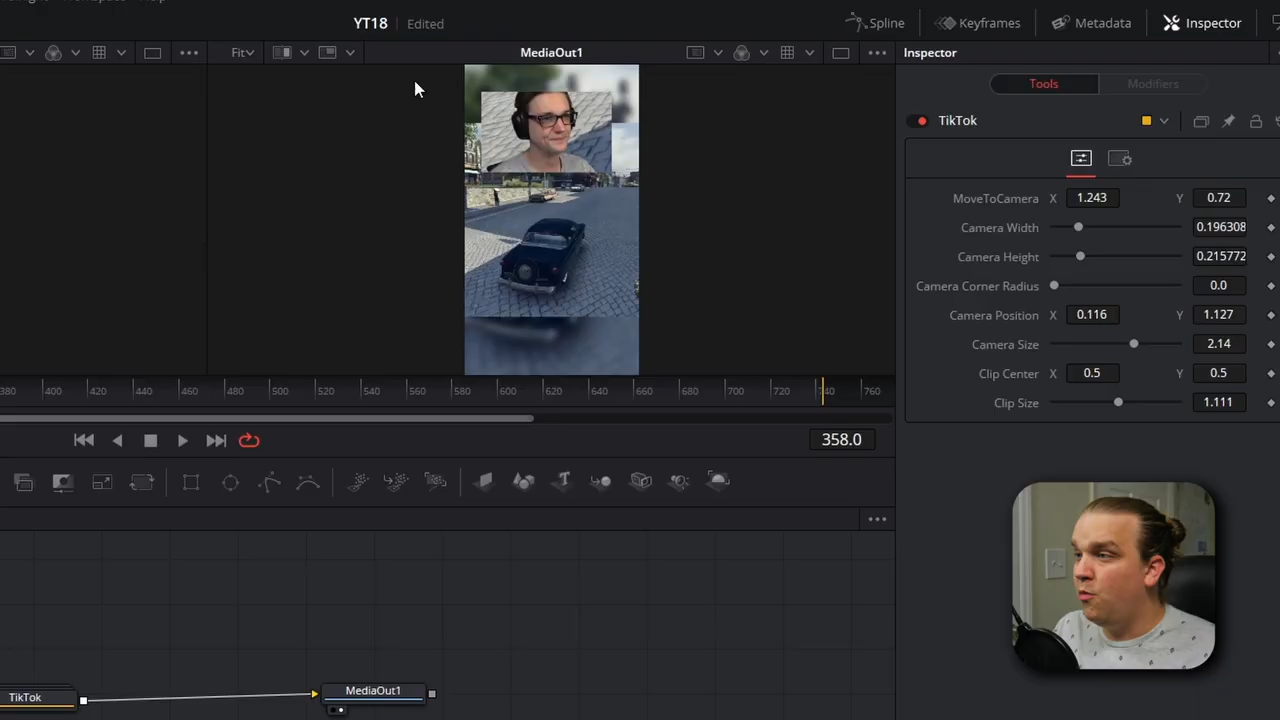 YT18 Edited
Spline
Keyframes
Metadata
Inspector
Fit
MediaOut1
Inspector
Tools
Modifiers
TikTok
MoveToCamera X 1.243 Y 0.72
Camera Width 0.196308
Camera Height 0.215772
Camera Corner Radius 0.0
Camera Position X 0.116 Y 1.127
Camera Size 2.14
Clip Center X 0.5 Y 0.5
Clip Size 1.111
380 400 420 440 460 480 500 520 540 560 580 600 620 640 660 680 700 720 740 760
358.0
T
TikTok
MediaOut1